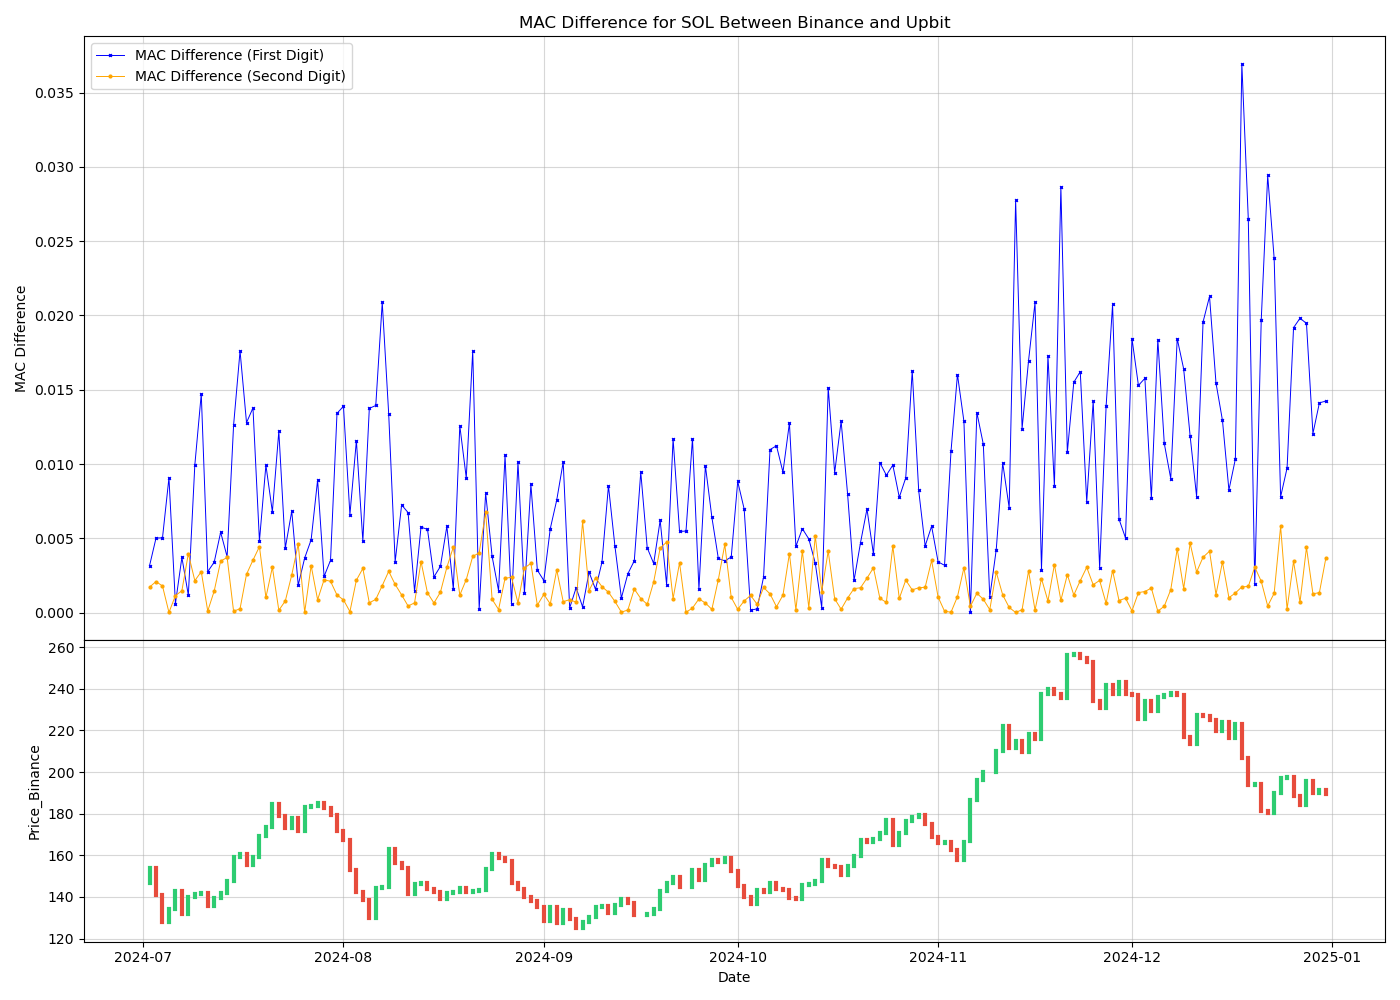 MAC Difference for SOL Between Binance and Upbit
MAC Difference (First Digit)
MAC Difference (Second Digit)
MAC Difference
0.035
0.030
0.025
0.020
0.015
0.010
0.005
0.000
Price_Binance
260
240
220
200
180
160
140
120
2024-07 2024-08 2024-09 2024-10 2024-11 2024-12 2025-01
Date